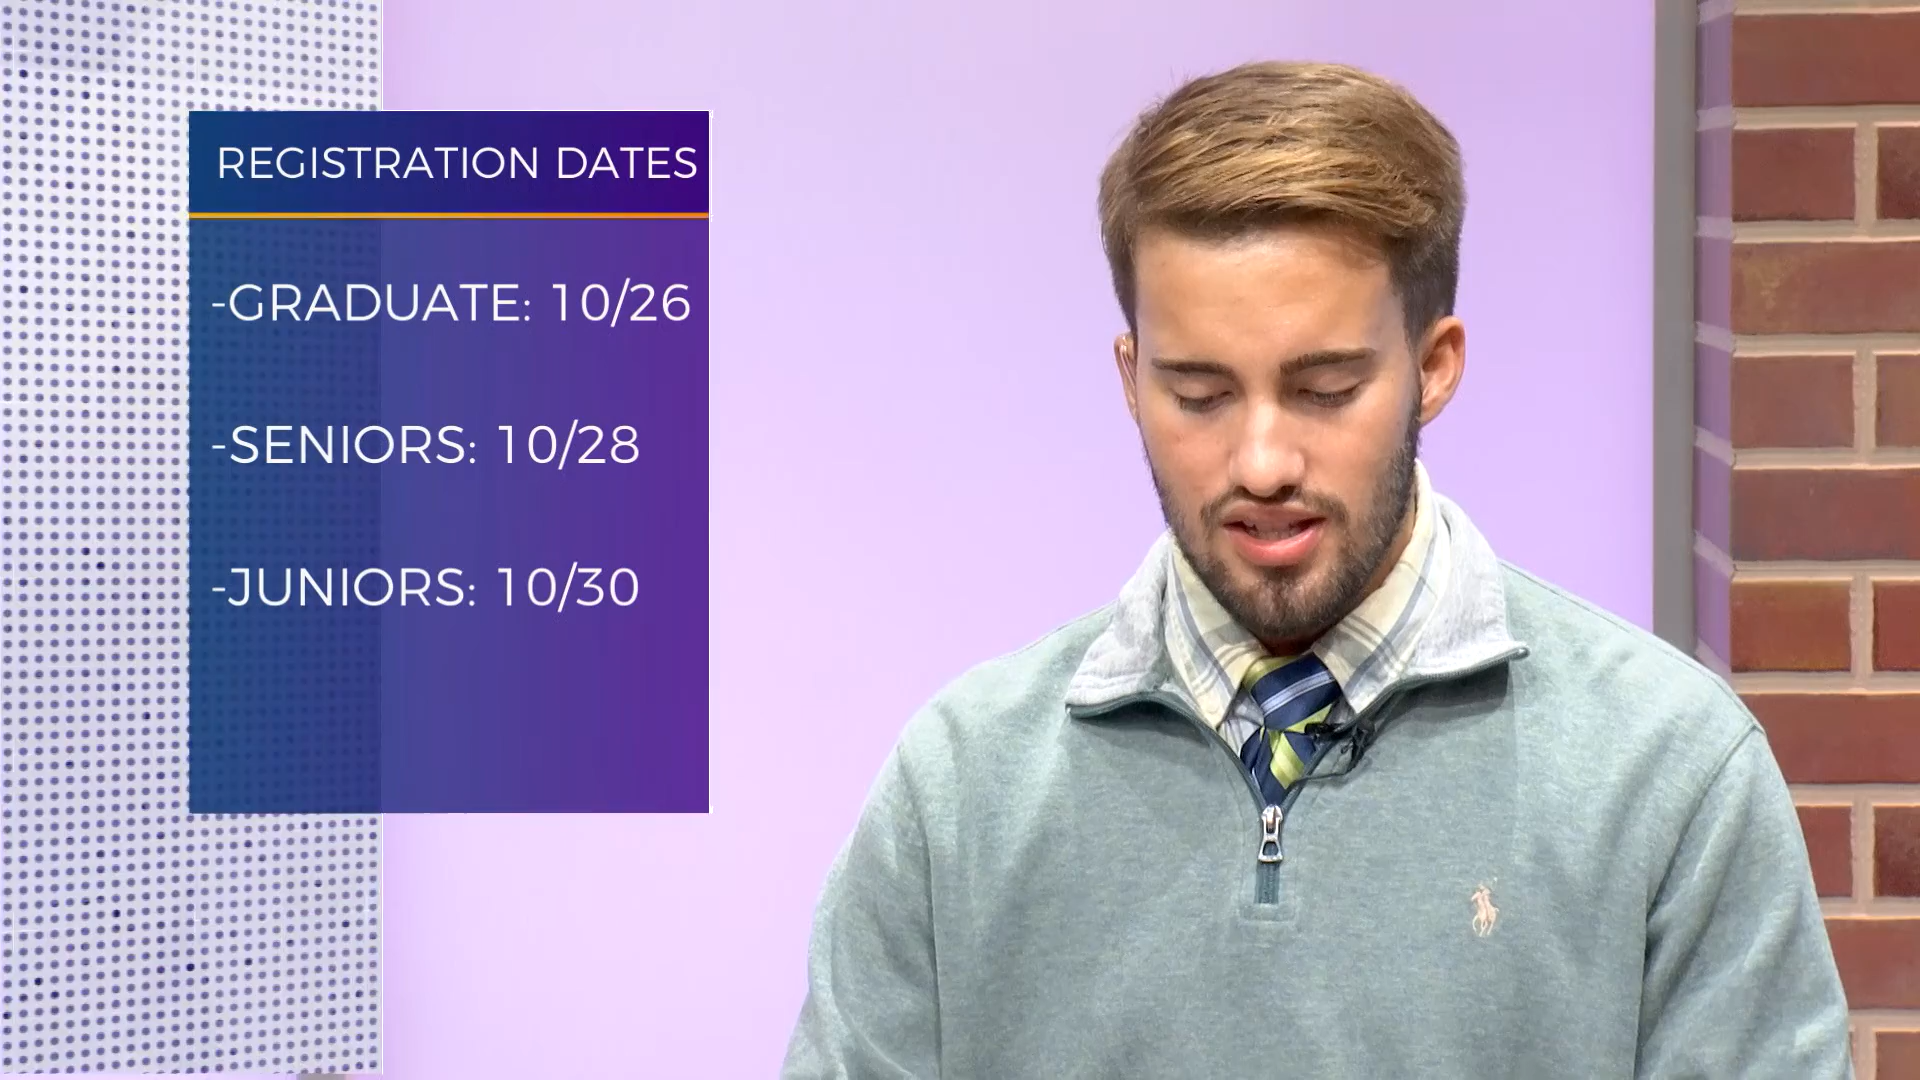 REGISTRATION DATES
-GRADUATE: 10/26
-SENIORS: 10/28
-JUNIORS: 10/30